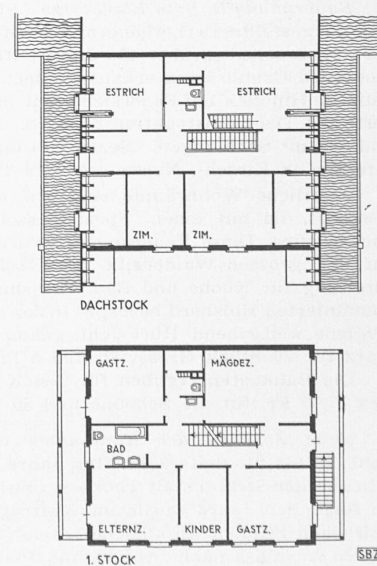 ESTRICH ESTRICH
ZIM. ZIM.
DACHSTOCK
GASTZ. MÄGDEZ.
BAD
ELTERNZ. KINDER GASTZ.
1. STOCK
SBZ